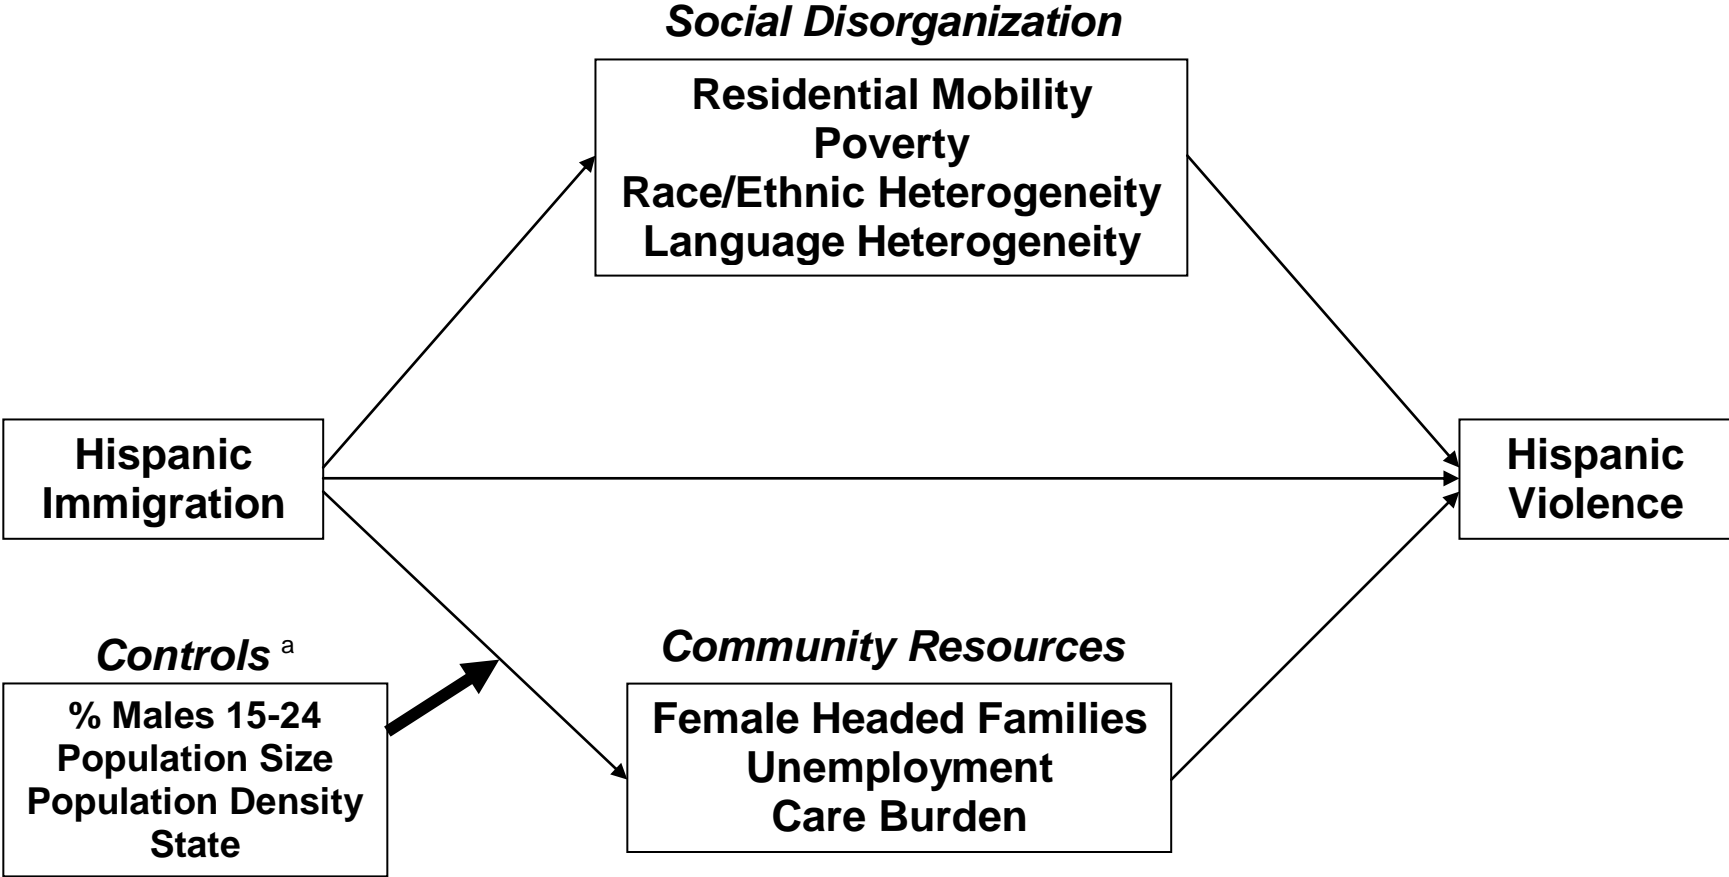 Social Disorganization
Residential Mobility
Poverty
Race/Ethnic Heterogeneity
Language Heterogeneity
Hispanic
Immigration
Hispanic
Violence
Controls a
% Males 15-24
Population Size
Population Density
State
Community Resources
Female Headed Families
Unemployment
Care Burden